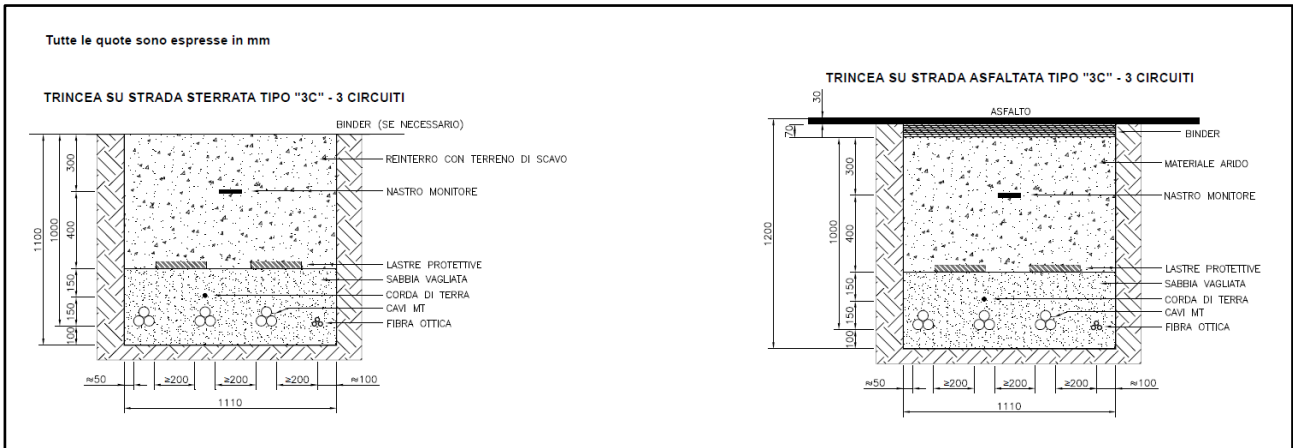 Tutte le quote sono espresse in mm
TRINCEA SU STRADA STERRATA TIPO "3C" - 3 CIRCUITI
BINDER (SE NECESSARIO)
REINTERRO CON TERRENO DI SCAVO
NASTRO MONITORE
LASTRE PROTETTIVE
SABBIA VAGLIATA
CORDA DI TERRA
CAVI MT
FIBRA OTTICA
1100
1000
300
400
150
150
100
≈50
≥200
≥200
≥200
≈100
1110
TRINCEA SU STRADA ASFALTATA TIPO "3C" - 3 CIRCUITI
30
ASFALTO
70
BINDER
MATERIALE ARIDO
NASTRO MONITORE
LASTRE PROTETTIVE
SABBIA VAGLIATA
CORDA DI TERRA
CAVI MT
FIBRA OTTICA
1200
1000
300
400
150
150
100
≈50
≥200
≥200
≥200
≈100
1110